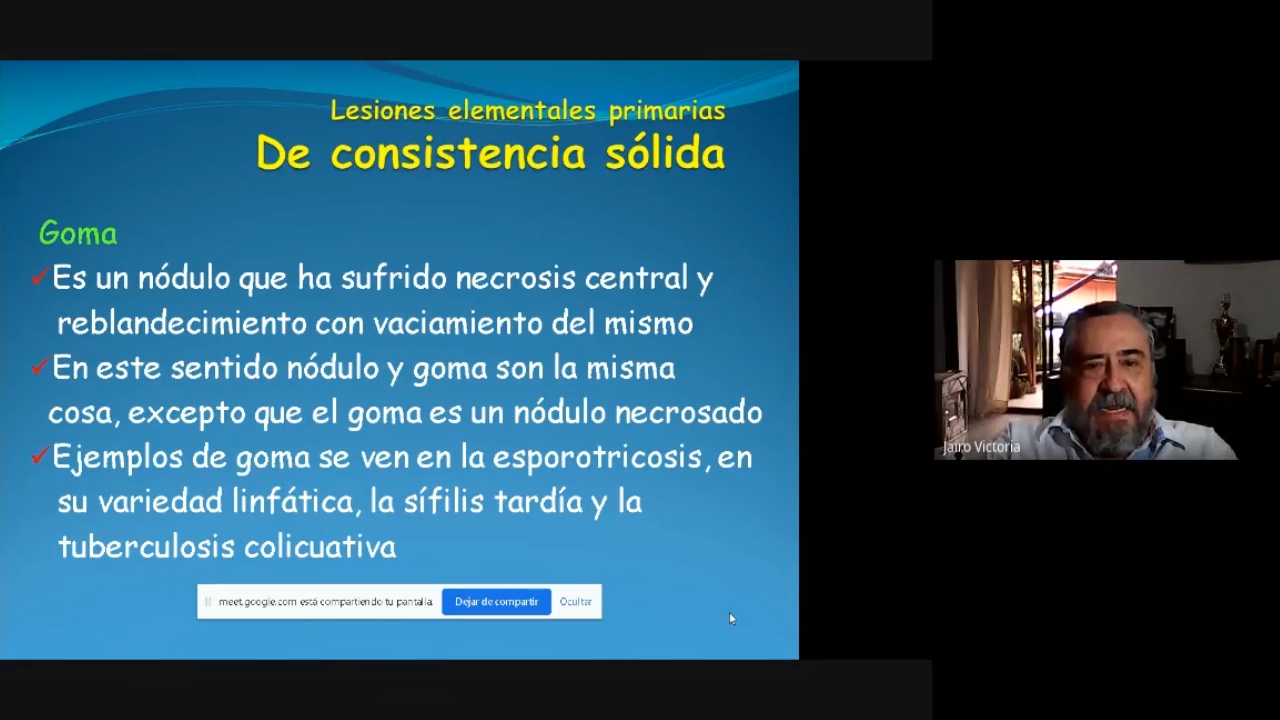 Lesiones elementales primarias
De consistencia sólida
Goma
Es un nódulo que ha sufrido necrosis central y
reblandecimiento con vaciamiento del mismo
En este sentido nódulo y goma son la misma
cosa, excepto que el goma es un nódulo necrosado
Ejemplos de goma se ven en la esporotricosis, en
su variedad linfática, la sífilis tardía y la
tuberculosis colicuativa
meet.google.com está compartiendo tu pantalla. Dejar de compartir Ocultar
Jairo Victoria